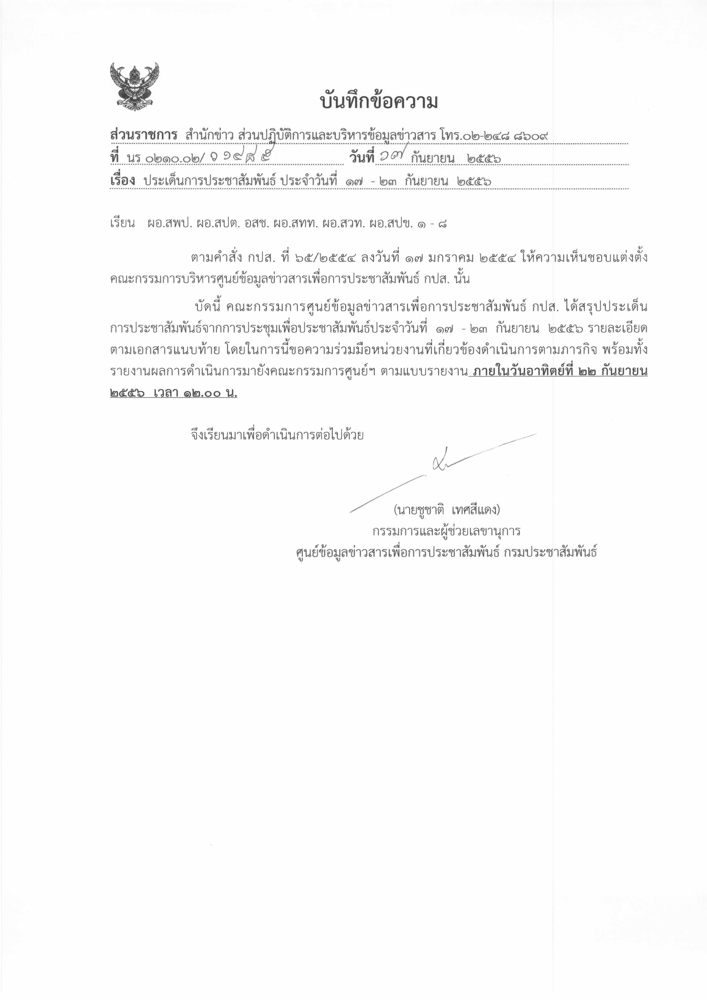 บันทึกข้อความ
ส่วนราชการ สำนักข่าว ส่วนปฏิบัติการและบริหารข้อมูลข่าวสาร โทร.๐๒-๒๔๘ ๘๖๐๙
ที่ นร ๐๒๑๐.๐๒/ วันที่ ๑๗ กันยายน ๒๕๕๖
เรื่อง ประเด็นการประชาสัมพันธ์ ประจำวันที่ ๑๗ - ๒๓ กันยายน ๒๕๕๖
เรียน ผอ.สพป. ผอ.สปต. อสช. ผอ.สทท. ผอ.สวท. ผอ.สปข. ๑ - ๘
ตามคำสั่ง กปส. ที่ ๖๕/๒๕๕๔ ลงวันที่ ๑๗ มกราคม ๒๕๕๔ ให้ความเห็นชอบแต่งตั้ง
คณะกรรมการบริหารศูนย์ข้อมูลข่าวสารเพื่อการประชาสัมพันธ์ กปส. นั้น
บัดนี้ คณะกรรมการศูนย์ข้อมูลข่าวสารเพื่อการประชาสัมพันธ์ กปส. ได้สรุปประเด็น
การประชาสัมพันธ์จากการประชุมเพื่อประชาสัมพันธ์ประจำวันที่ ๑๗ - ๒๓ กันยายน ๒๕๕๖ รายละเอียด
ตามเอกสารแนบท้าย โดยในการนี้ขอความร่วมมือหน่วยงานที่เกี่ยวข้องดำเนินการตามภารกิจ พร้อมทั้ง
รายงานผลการดำเนินการมายังคณะกรรมการศูนย์ฯ ตามแบบรายงาน ภายในวันอาทิตย์ที่ ๒๒ กันยายน
๒๕๕๖ เวลา ๑๒.๐๐ น.
จึงเรียนมาเพื่อดำเนินการต่อไปด้วย
(นายชูชาติ เทศสีแดง)
กรรมการและผู้ช่วยเลขานุการ
ศูนย์ข้อมูลข่าวสารเพื่อการประชาสัมพันธ์ กรมประชาสัมพันธ์